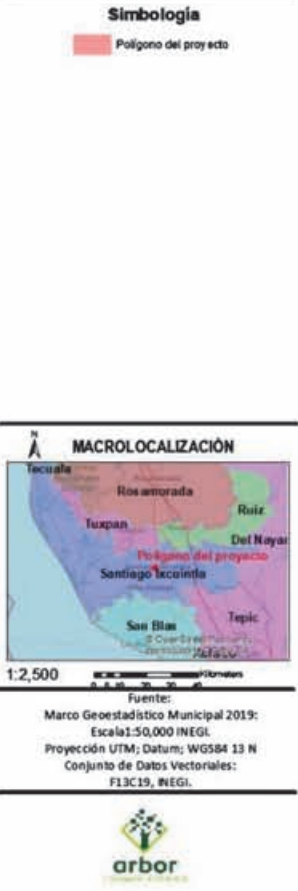 Simbología
Polígono del proyecto
N
MACROLOCALIZACIÓN
Tecuala
Rosamorada
Ruiz
Tuxpan
Del Nayar
Polígono del proyecto
Santiago Ixcuintla
San Blas
Tepic
1:2,500
Kilometers
Fuente:
Marco Geoestadístico Municipal 2019:
Escala1:50,000 INEGI.
Proyección UTM; Datum; WGS84 13 N
Conjunto de Datos Vectoriales:
F13C19, INEGI.
arbor